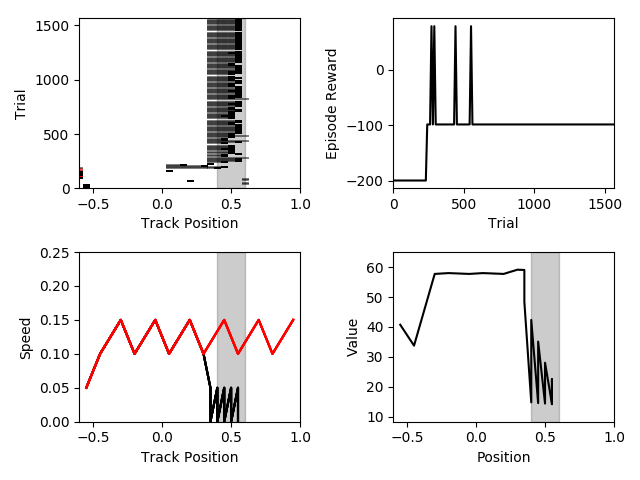 1500
1000
500
0
Trial
−0.5 0.0 0.5 1.0
Track Position
0
−100
−200
Episode Reward
0 500 1000 1500
Trial
0.25
0.20
0.15
0.10
0.05
0.00
Speed
−0.5 0.0 0.5 1.0
Track Position
60
50
40
30
20
10
Value
−0.5 0.0 0.5 1.0
Position